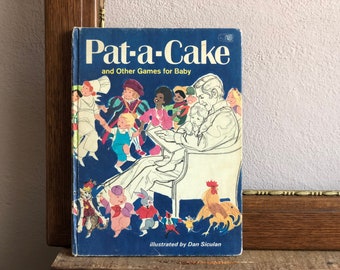 Pat-a-Cake
and Other Games for Baby
illustrated by Dan Siculan